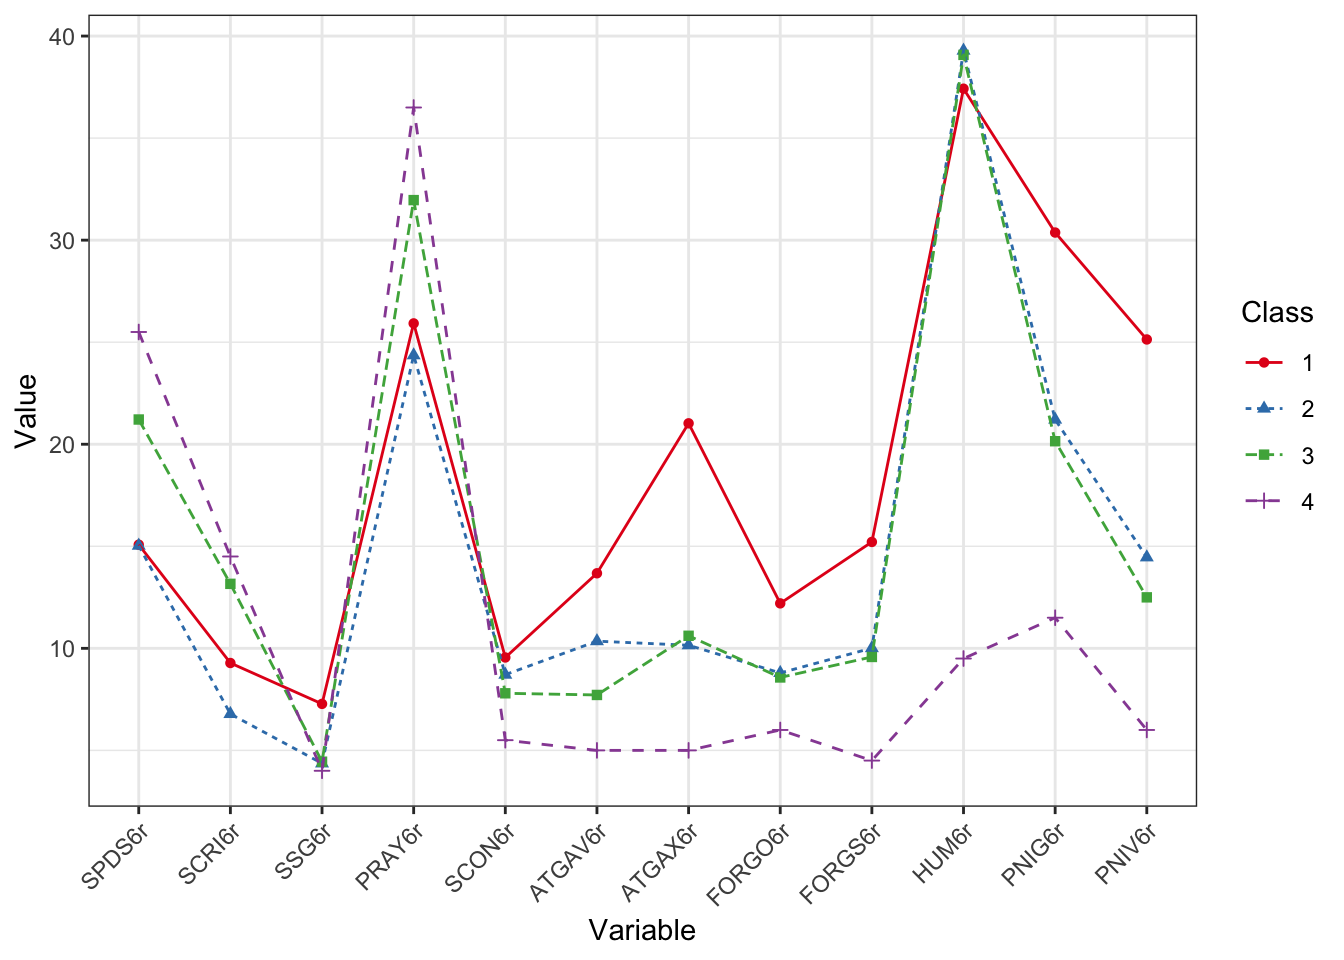 40
30
20
10
Value
SPDS6r
SCRI6r
SSG6r
PRAY6r
SCON6r
ATGAV6r
ATGAX6r
FORGO6r
FORGS6r
HUM6r
PNIG6r
PNIV6r
Variable
Class
1
2
3
4